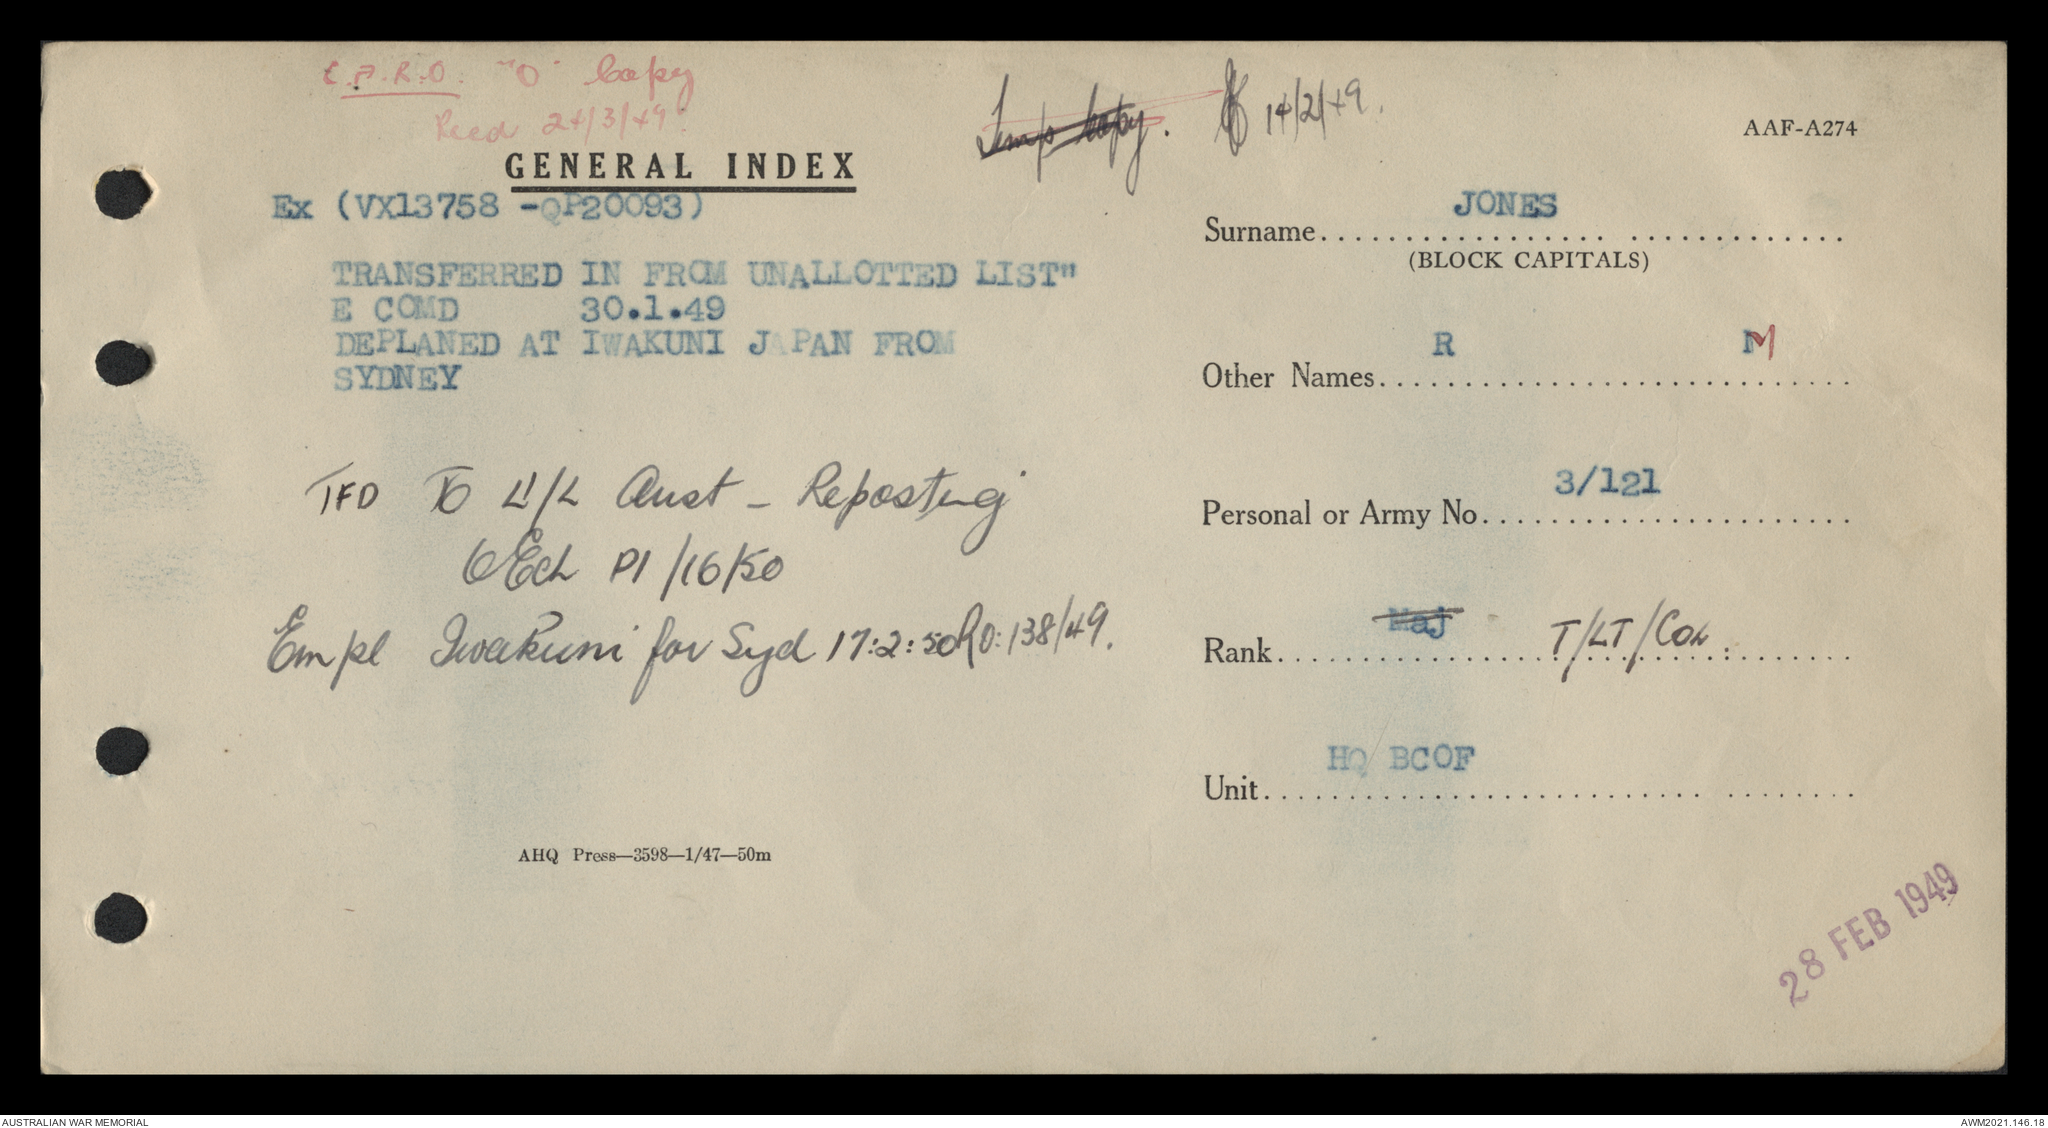 C.A.R.O. "O" Copy
Recd 24/3/49.
Temp Copy. 14/2/49.
AAF-A274
GENERAL INDEX
Ex (VX13758 -QP20093)
TRANSFERRED IN FROM UNALLOTTED LIST"
E COMD 30.1.49
DEPLANED AT IWAKUNI JAPAN FROM
SYDNEY
TFD TO L/L Aust - Reposting
OEch P1/16/50
Empl Iwakuni for Syd 17:2:50 RO:138/49.
AHQ Press—3598—1/47—50m
Surname JONES
(BLOCK CAPITALS)
Other Names R M
Personal or Army No. 3/121
Rank Maj T/LT/Col.
Unit HQ BCOF
28 FEB 1949
AUSTRALIAN WAR MEMORIAL
AWM2021.146.18